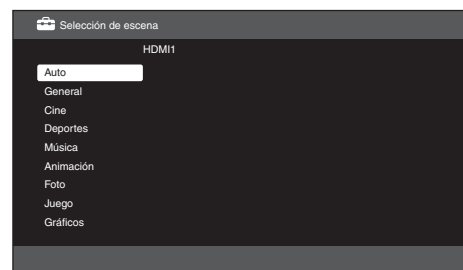 Selección de escena
HDMI1
Auto
General
Cine
Deportes
Música
Animación
Foto
Juego
Gráficos